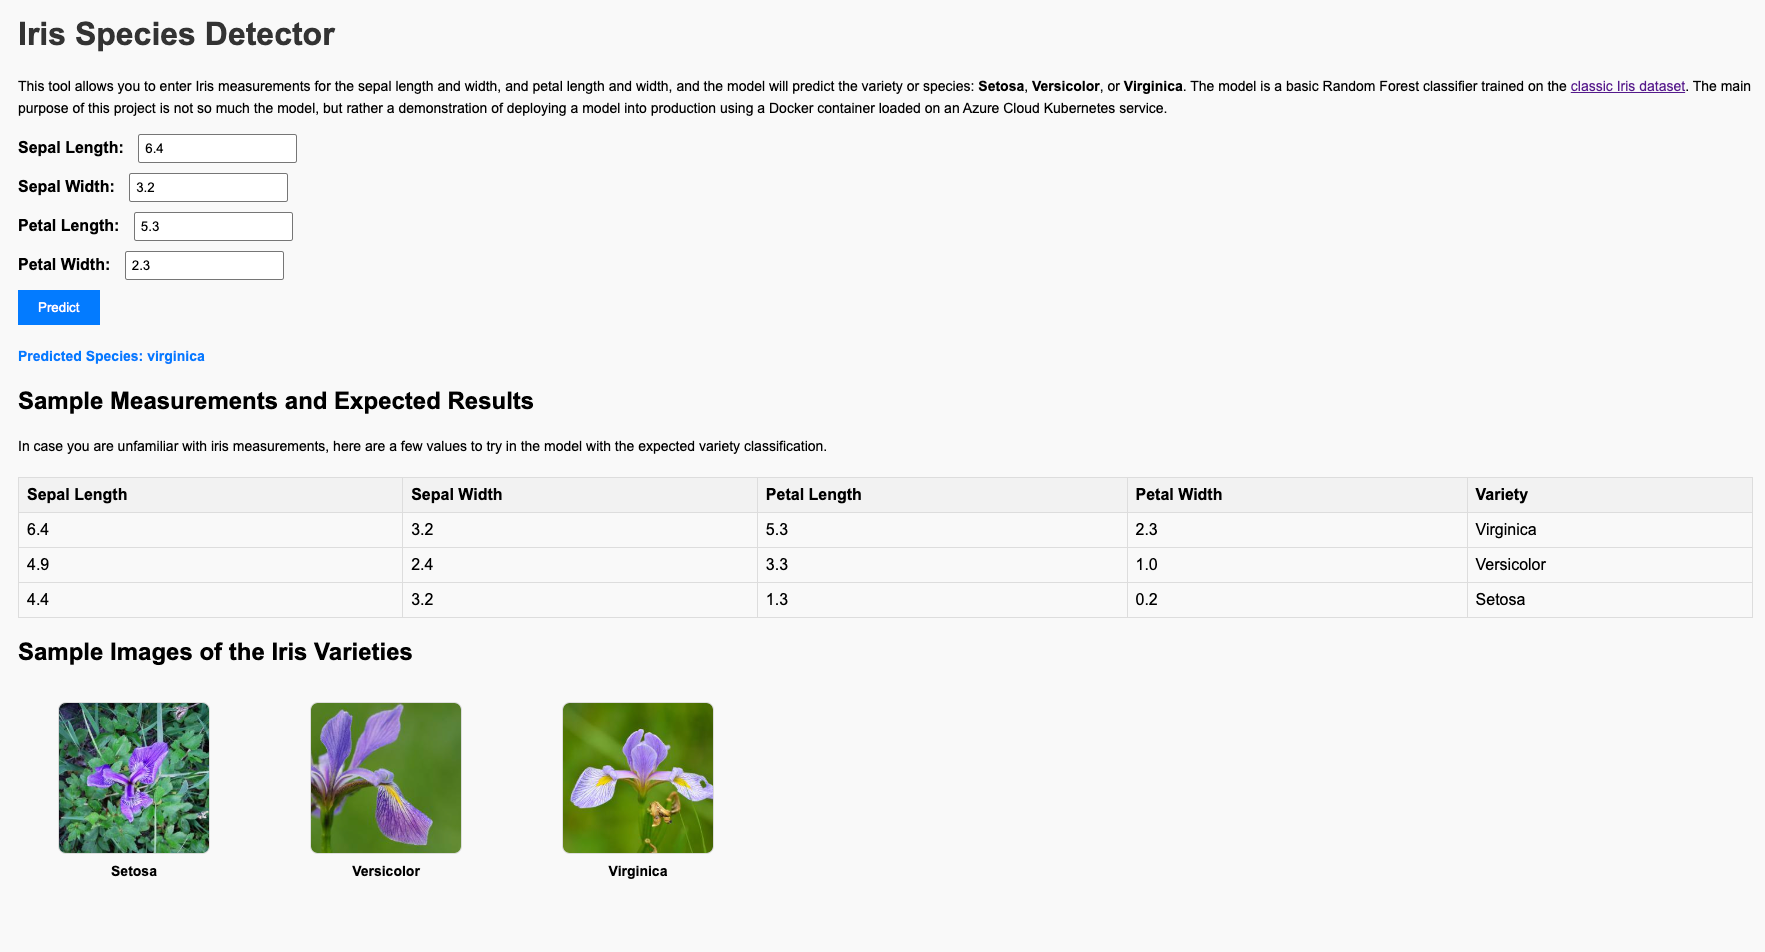 Iris Species Detector
This tool allows you to enter Iris measurements for the sepal length and width, and petal length and width, and the model will predict the variety or species: Setosa, Versicolor, or Virginica. The model is a basic Random Forest classifier trained on the classic Iris dataset. The main
purpose of this project is not so much the model, but rather a demonstration of deploying a model into production using a Docker container loaded on an Azure Cloud Kubernetes service.
Sepal Length: 6.4
Sepal Width: 3.2
Petal Length: 5.3
Petal Width: 2.3
Predict
Predicted Species: virginica
Sample Measurements and Expected Results
In case you are unfamiliar with iris measurements, here are a few values to try in the model with the expected variety classification.
Sepal Length Sepal Width Petal Length Petal Width Variety
6.4 3.2 5.3 2.3 Virginica
4.9 2.4 3.3 1.0 Versicolor
4.4 3.2 1.3 0.2 Setosa
Sample Images of the Iris Varieties
Setosa Versicolor Virginica